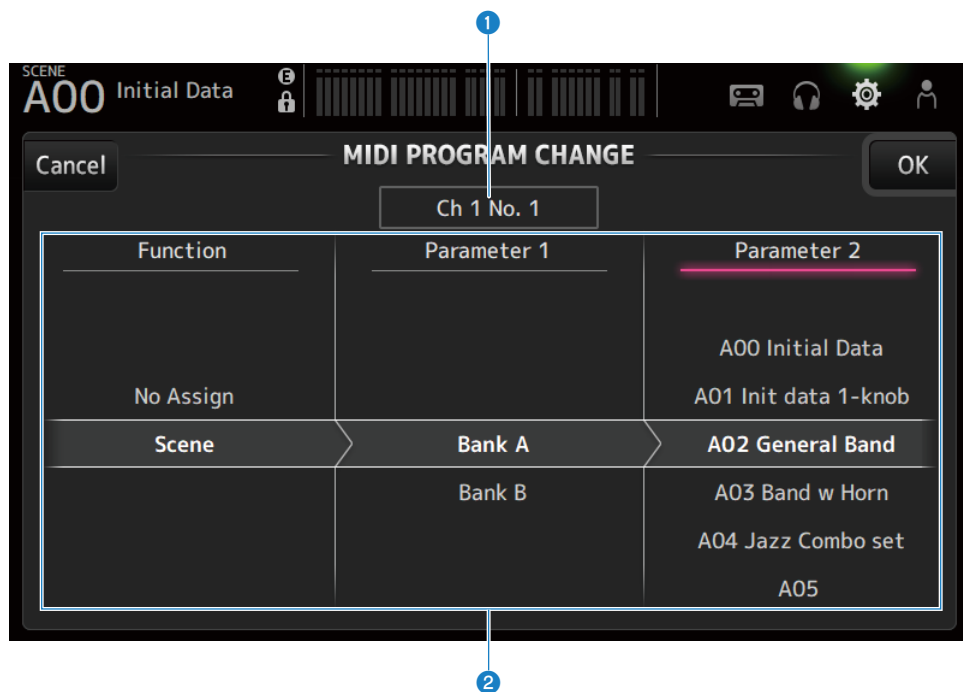 1
SCENE
A00 Initial Data
E
Cancel
MIDI PROGRAM CHANGE
OK
Ch 1 No. 1
Function
Parameter 1
Parameter 2
A00 Initial Data
No Assign
A01 Init data 1-knob
Scene
Bank A
A02 General Band
Bank B
A03 Band w Horn
A04 Jazz Combo set
A05
2